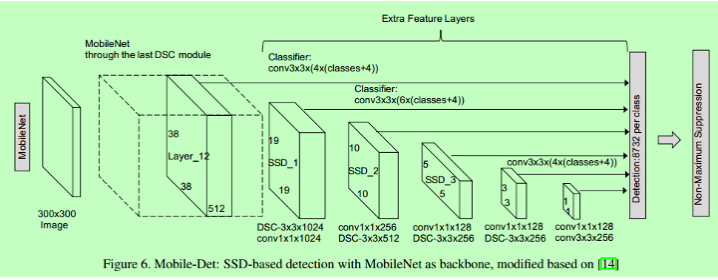 Extra Feature Layers
MobileNet
through the last DSC module
Classifier:
conv3x3x(4x(classes+4))
Classifier:
conv3x3x(6x(classes+4))
MobileNet
38
Layer_12
38
512
19
SSD_1
19
10
SSD_2
10
5
SSD_3
5
conv3x3x(4x(classes+4))
3
3
1
1
Detection:8732 per class
Non-Maximum Suppression
300x300
Image
DSC-3x3x1024
conv1x1x1024
conv1x1x256
DSC-3x3x512
conv1x1x128
DSC-3x3x256
conv1x1x128
DSC-3x3x256
conv1x1x128
conv3x3x256
Figure 6. Mobile-Det: SSD-based detection with MobileNet as backbone, modified based on [14]